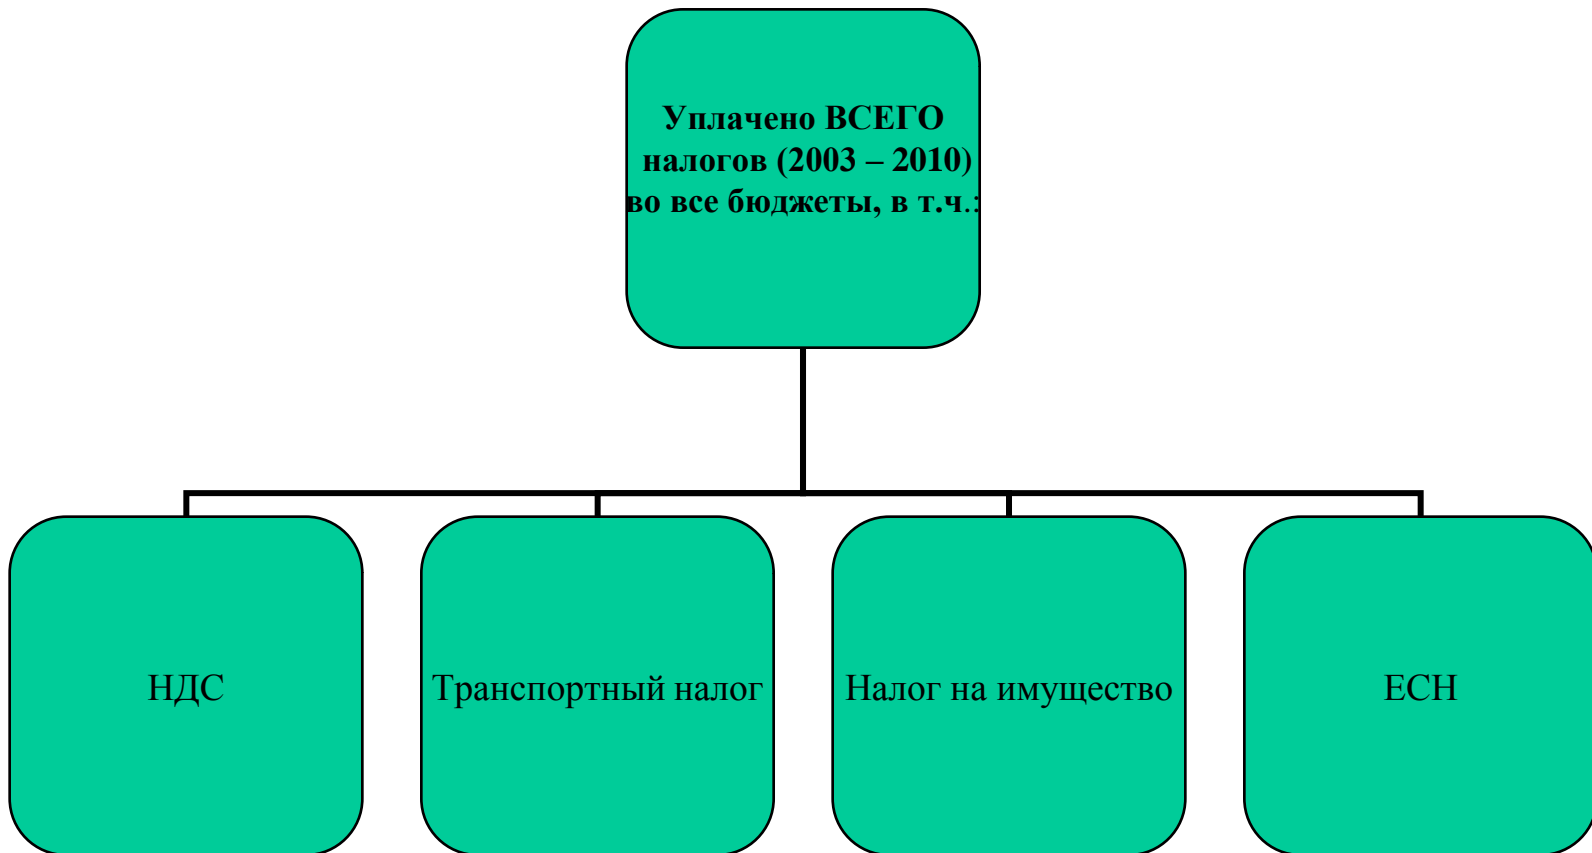 Уплачено ВСЕГО
налогов (2003 – 2010)
во все бюджеты, в т.ч.:
НДС
Транспортный налог
Налог на имущество
ЕСН